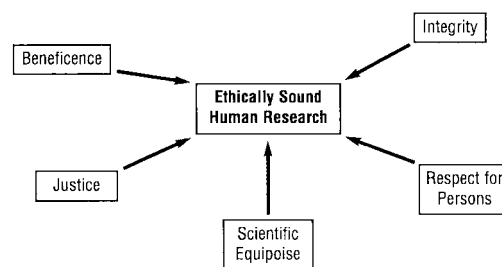 Integrity
Beneficence
Ethically Sound
Human Research
Justice
Respect for
Persons
Scientific
Equipoise